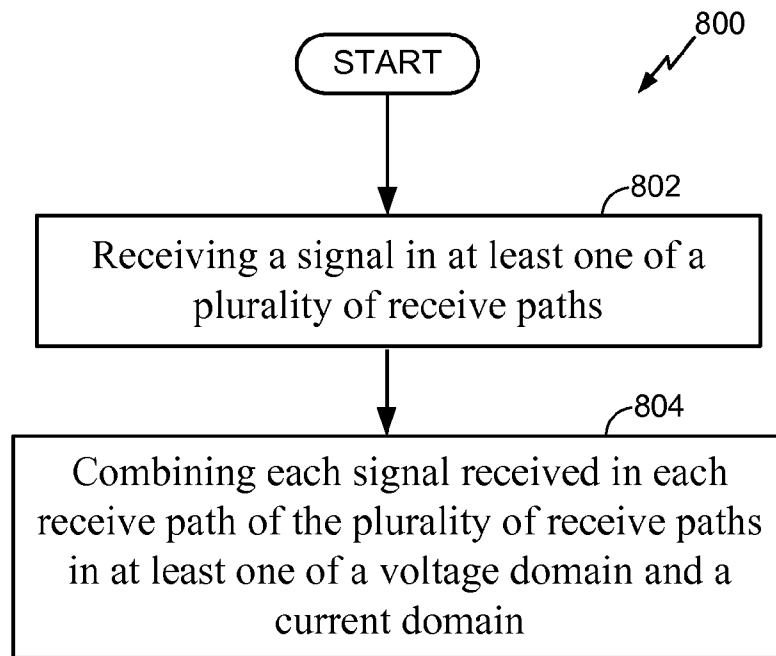 START
800
802
Receiving a signal in at least one of a
plurality of receive paths
804
Combining each signal received in each
receive path of the plurality of receive paths
in at least one of a voltage domain and a
current domain